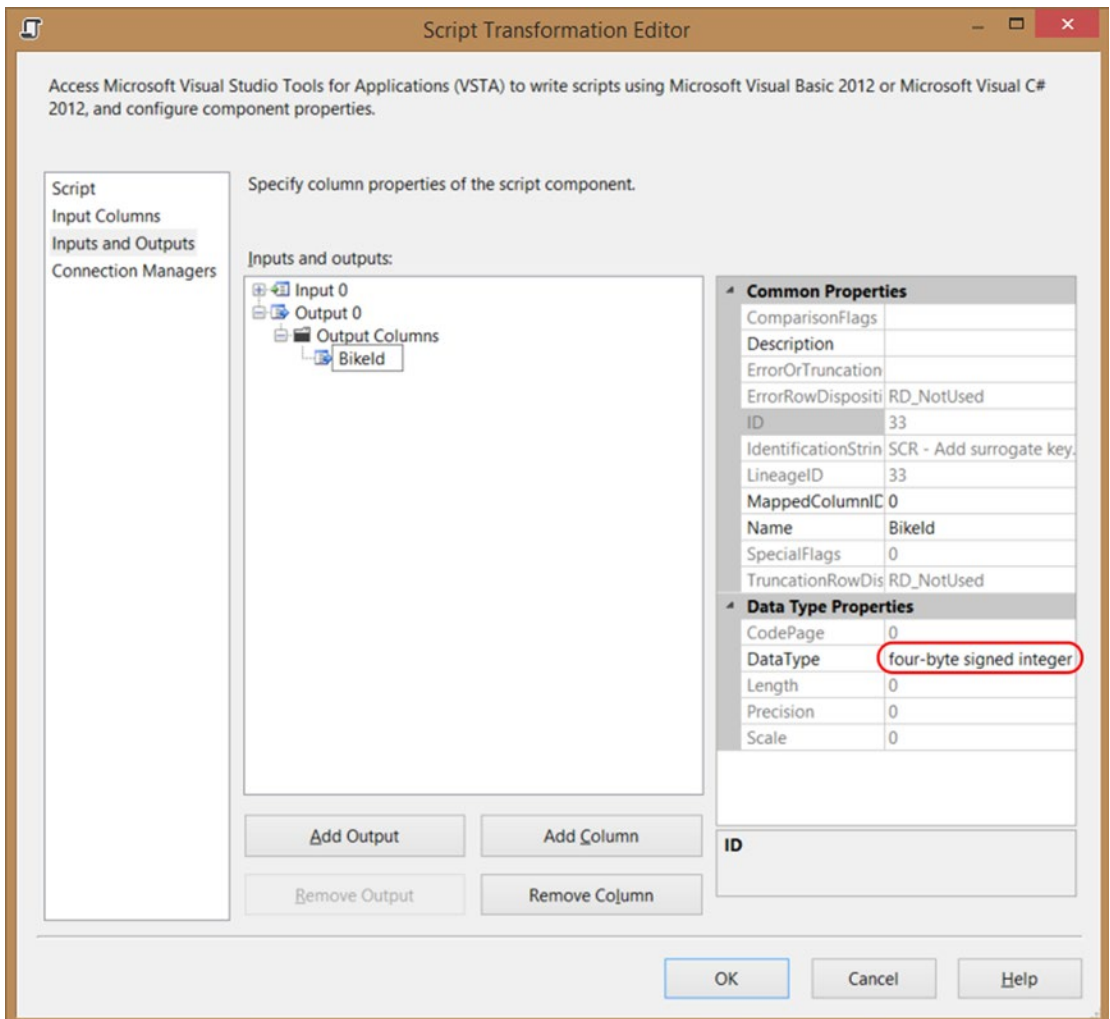 Script Transformation Editor
Access Microsoft Visual Studio Tools for Applications (VSTA) to write scripts using Microsoft Visual Basic 2012 or Microsoft Visual C#
2012, and configure component properties.
Script
Input Columns
Inputs and Outputs
Connection Managers
Specify column properties of the script component.
Inputs and outputs:
Input 0
Output 0
Output Columns
BikeId
Common Properties
ComparisonFlags
Description
ErrorOrTruncation
ErrorRowDispositi RD_NotUsed
ID 33
IdentificationStrin SCR - Add surrogate key.
LineageID 33
MappedColumnID 0
Name BikeId
SpecialFlags 0
TruncationRowDis RD_NotUsed
Data Type Properties
CodePage 0
DataType four-byte signed integer
Length 0
Precision 0
Scale 0
Add Output
Add Column
Remove Output
Remove Column
ID
OK
Cancel
Help